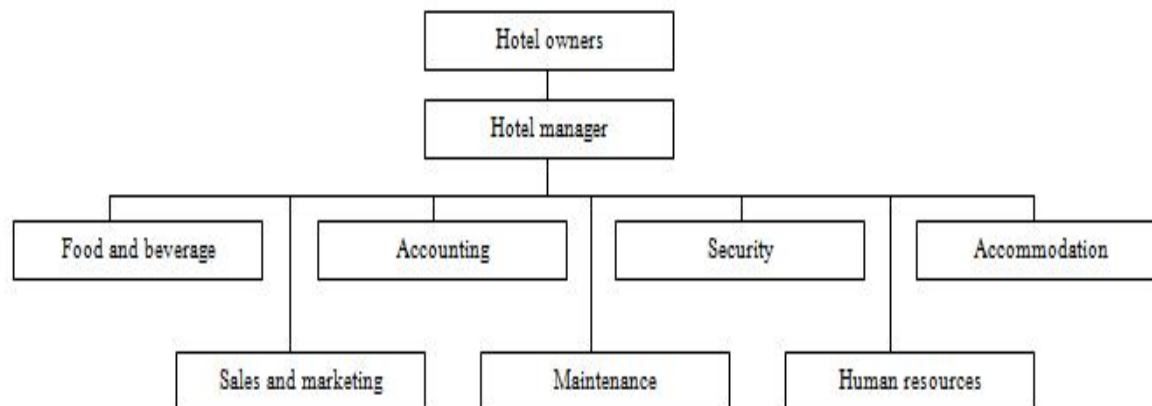 Hotel owners
Hotel manager
Food and beverage
Accounting
Security
Accommodation
Sales and marketing
Maintenance
Human resources